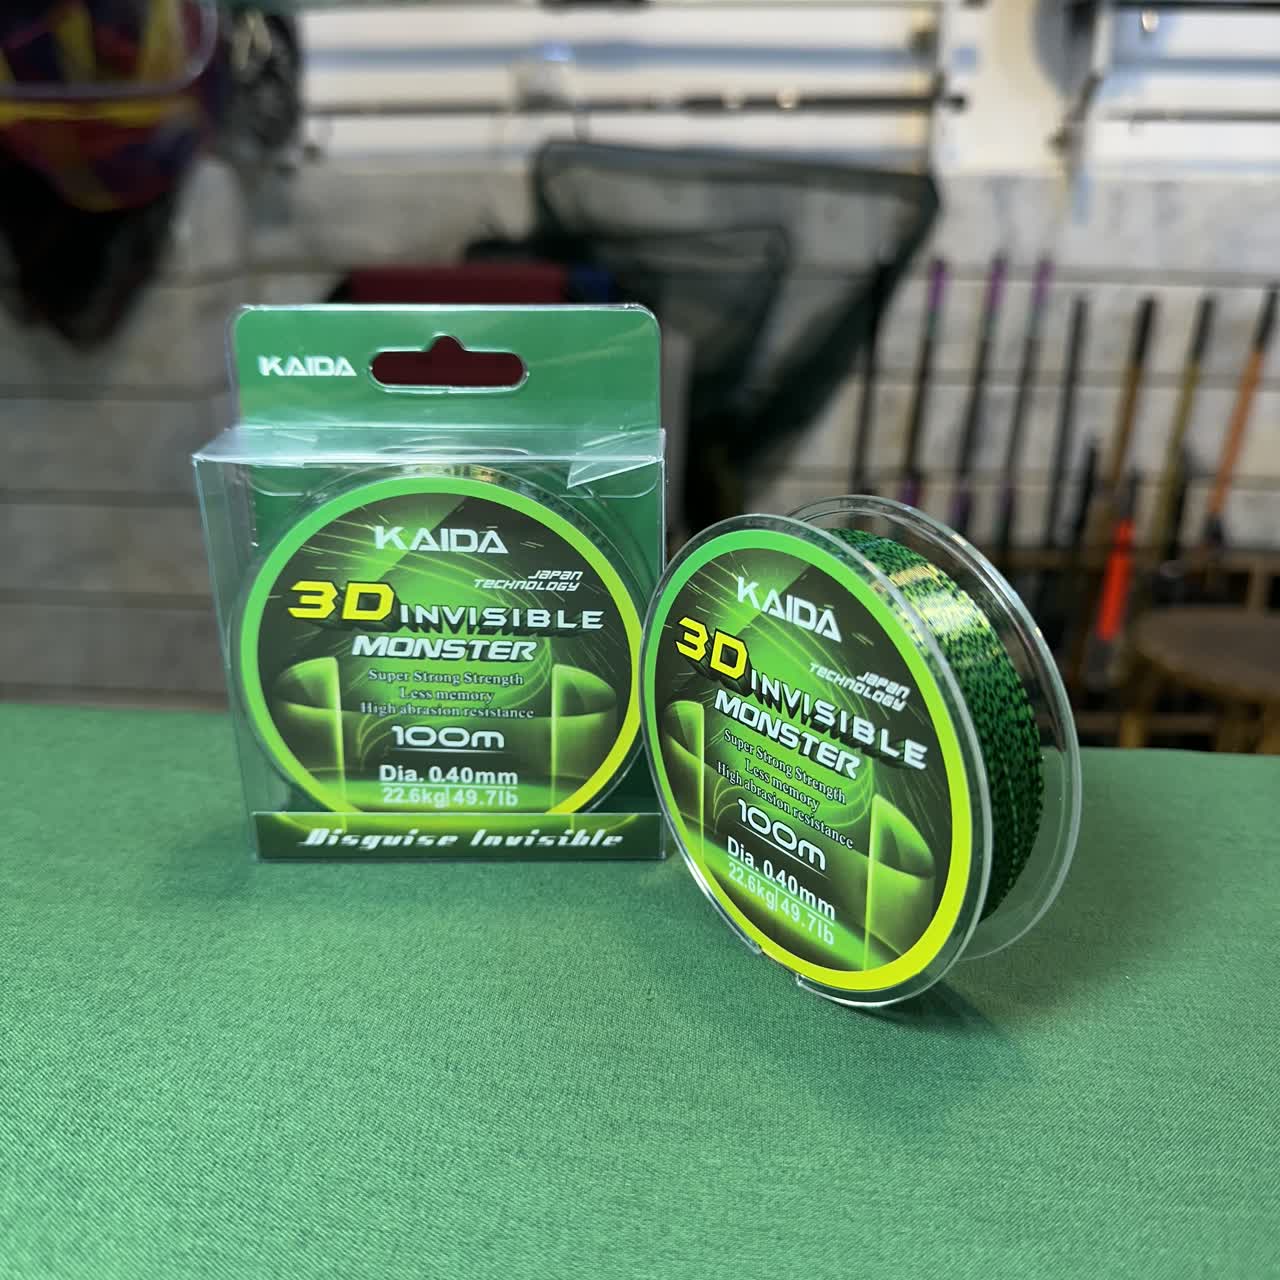 KAIDA
KAIDA
JAPAN
TECHNOLOGY
3D INVISIBLE
MONSTER
Super Strong Strength
Less memory
High abrasion resistance
100m
Dia. 0.40mm
22.6kg|49.7lb
Disguise Invisible
KAIDA
JAPAN
TECHNOLOGY
3D INVISIBLE
MONSTER
Super Strong Strength
Less memory
High abrasion resistance
100m
Dia. 0.40mm
22.6kg|49.7lb